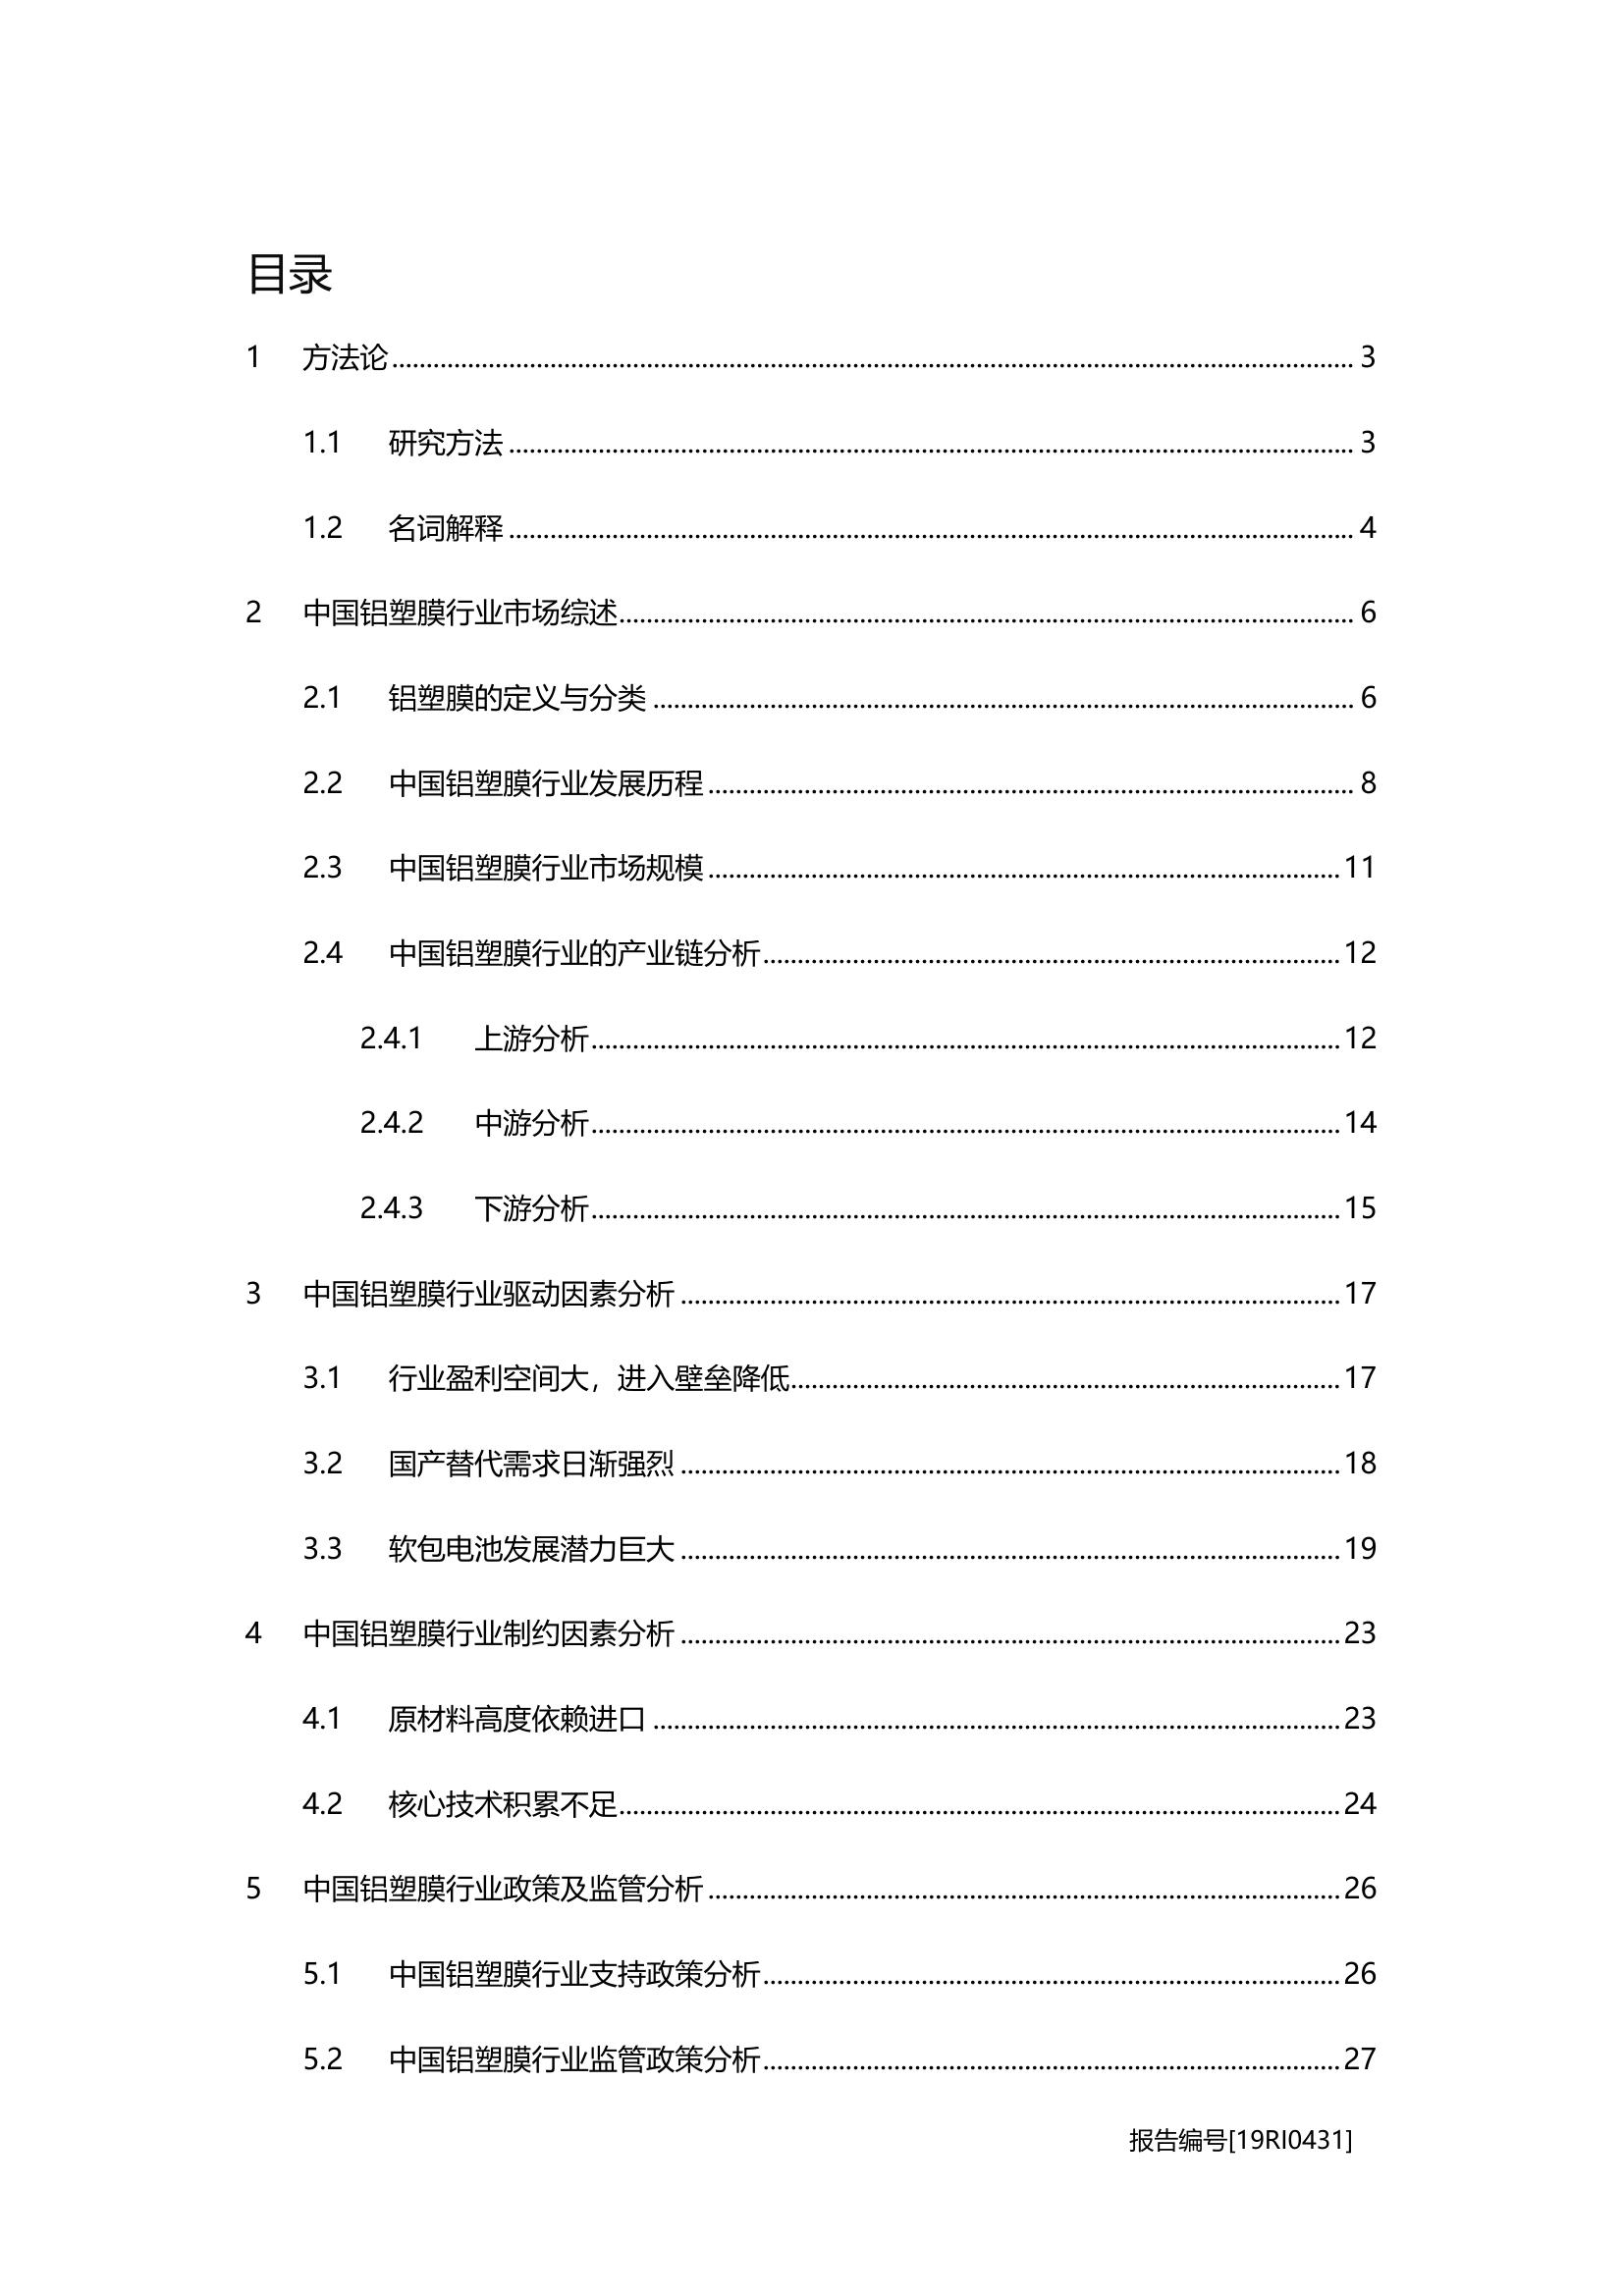 目录
1 方法论 3
1.1 研究方法 3
1.2 名词解释 4
2 中国铝塑膜行业市场综述 6
2.1 铝塑膜的定义与分类 6
2.2 中国铝塑膜行业发展历程 8
2.3 中国铝塑膜行业市场规模 11
2.4 中国铝塑膜行业的产业链分析 12
2.4.1 上游分析 12
2.4.2 中游分析 14
2.4.3 下游分析 15
3 中国铝塑膜行业驱动因素分析 17
3.1 行业盈利空间大，进入壁垒降低 17
3.2 国产替代需求日渐强烈 18
3.3 软包电池发展潜力巨大 19
4 中国铝塑膜行业制约因素分析 23
4.1 原材料高度依赖进口 23
4.2 核心技术积累不足 24
5 中国铝塑膜行业政策及监管分析 26
5.1 中国铝塑膜行业支持政策分析 26
5.2 中国铝塑膜行业监管政策分析 27
报告编号[19RI0431]